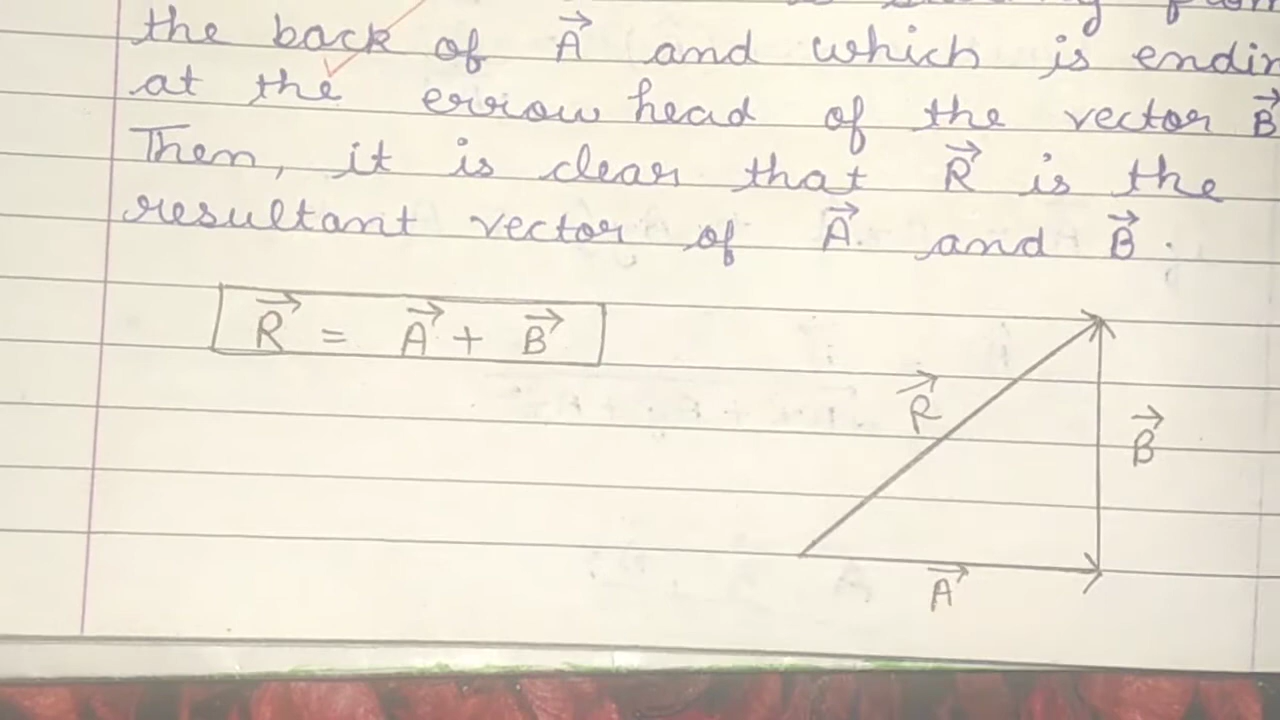 the back of A⃗ and which is endin
at the errow head of the vector B⃗
Then, it is clear that R⃗ is the
resultant vector of A⃗ and B⃗.
R⃗ = A⃗ + B⃗
R⃗
B⃗
A⃗